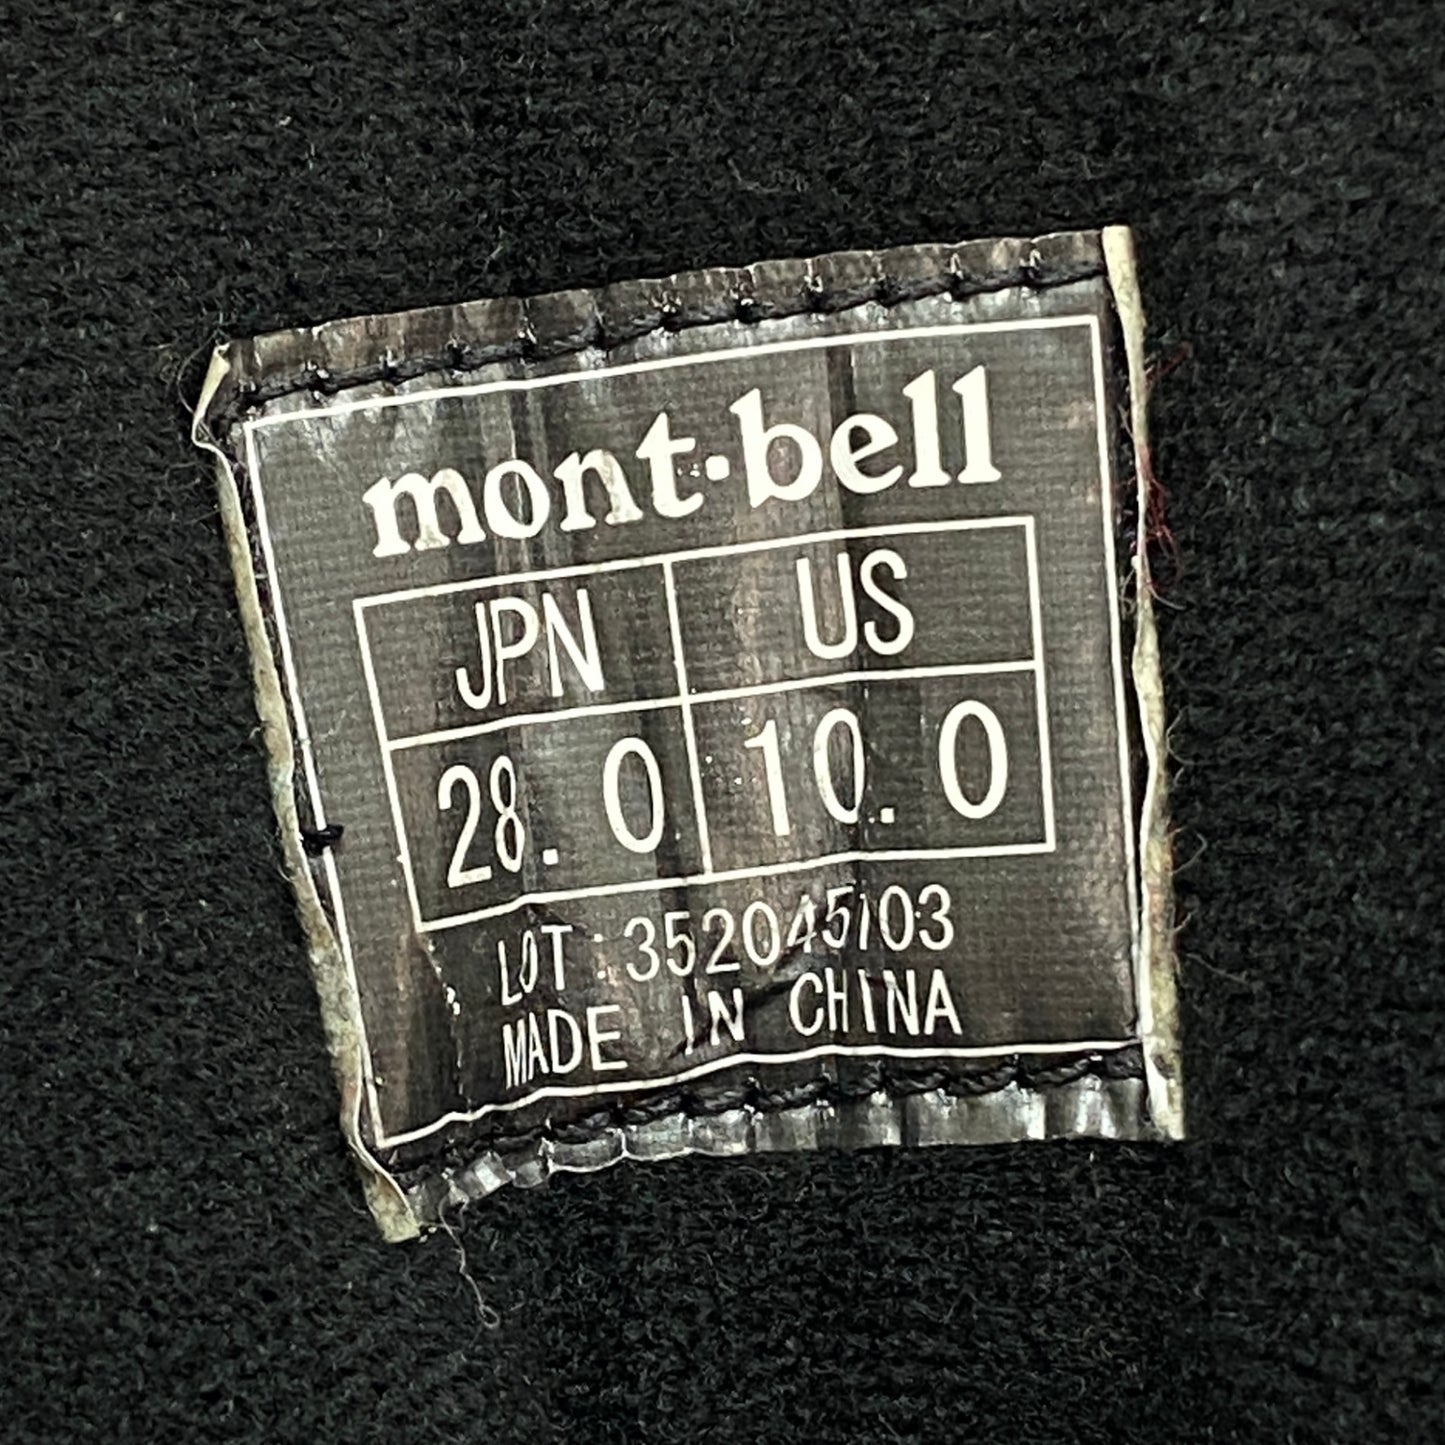 mont·bell
JPN US
28.0 10.0
LOT:352045103
MADE IN CHINA